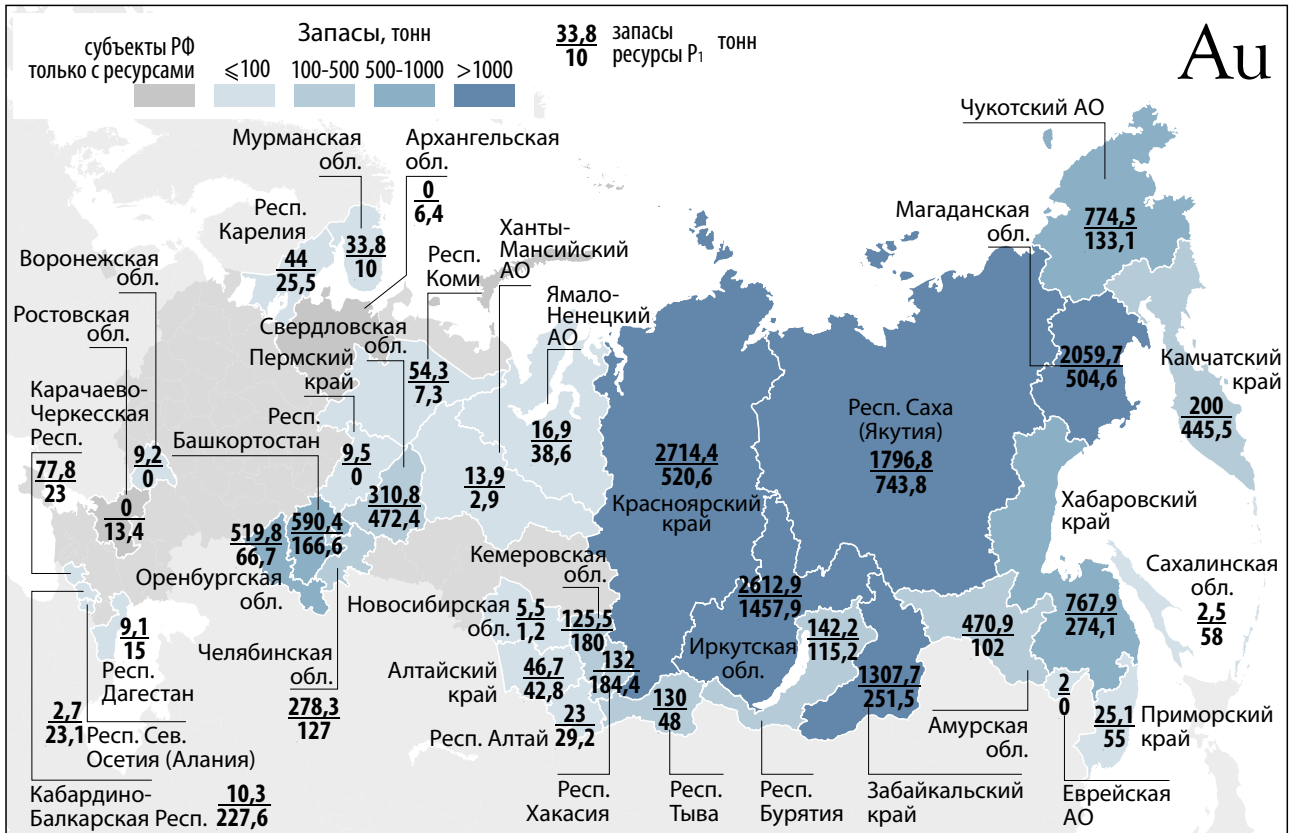 субъекты РФ
только с ресурсами
Запасы, тонн
⩽100
100-500
500-1000
>1000
33,8
10
запасы
ресурсы P₁
тонн
Au
Чукотский АО
774,5
133,1
Мурманская
обл.
33,8
10
Архангельская
обл.
0
6,4
Респ.
Карелия
44
25,5
Воронежская
обл.
9,2
0
Ростовская
обл.
0
13,4
Карачаево-
Черкесская
Респ.
77,8
23
Респ.
Коми
54,3
7,3
Ханты-
Мансийский
АО
13,9
2,9
Ямало-
Ненецкий
АО
16,9
38,6
Свердловская
обл.
310,8
472,4
Пермский
край
9,5
0
Респ.
Башкортостан
590,4
166,6
519,8
66,7
Оренбургская
обл.
Магаданская
обл.
2059,7
504,6
Камчатский
край
200
445,5
Респ. Саха
(Якутия)
1796,8
743,8
2714,4
520,6
Красноярский
край
Хабаровский
край
767,9
274,1
Сахалинская
обл.
2,5
58
Кемеровская
обл.
125,5
180
Новосибирская
обл.
5,5
1,2
Алтайский
край
46,7
42,8
Респ. Алтай
23
29,2
132
184,4
Респ.
Хакасия
130
48
Респ.
Тыва
2612,9
1457,9
Иркутская
обл.
142,2
115,2
Респ.
Бурятия
1307,7
251,5
Забайкальский
край
470,9
102
Амурская
обл.
2
0
Еврейская
АО
25,1
55
Приморский
край
9,1
15
Респ.
Дагестан
Челябинская
обл.
278,3
127
2,7
23,1
Респ. Сев.
Осетия (Алания)
Кабардино-
Балкарская Респ.
10,3
227,6